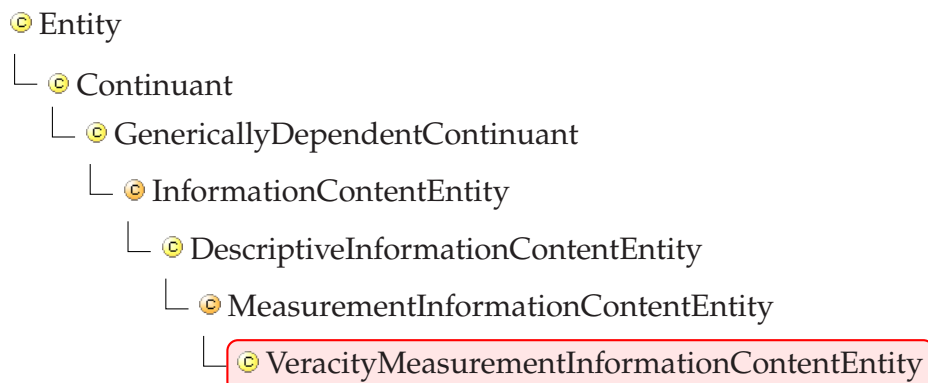 Entity
Continuant
GenericallyDependentContinuant
InformationContentEntity
DescriptiveInformationContentEntity
MeasurementInformationContentEntity
VeracityMeasurementInformationContentEntity